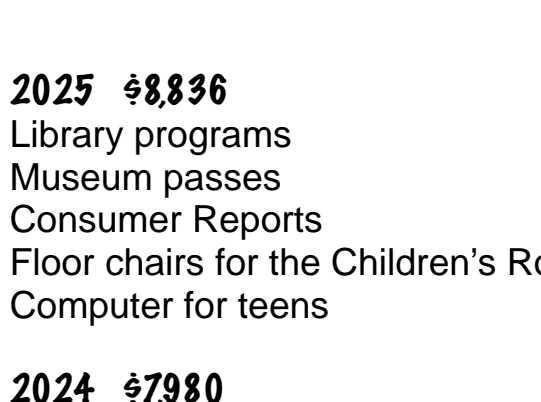 2025 $8,836
Library programs
Museum passes
Consumer Reports
Floor chairs for the Children’s
Computer for teens
2024 $7,980